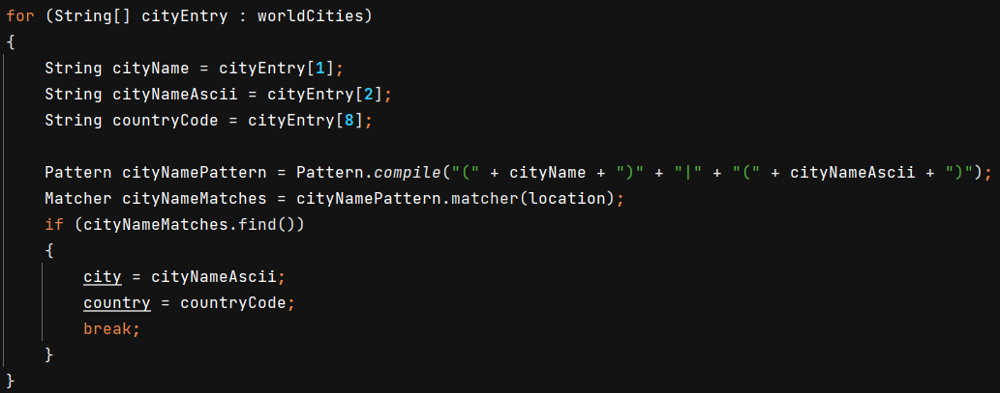 for (String[] cityEntry : worldCities)
{
    String cityName = cityEntry[1];
    String cityNameAscii = cityEntry[2];
    String countryCode = cityEntry[8];

    Pattern cityNamePattern = Pattern.compile("(" + cityName + ")" + "|" + "(" + cityNameAscii + ")");
    Matcher cityNameMatches = cityNamePattern.matcher(location);
    if (cityNameMatches.find())
    {
        city = cityNameAscii;
        country = countryCode;
        break;
    }
}